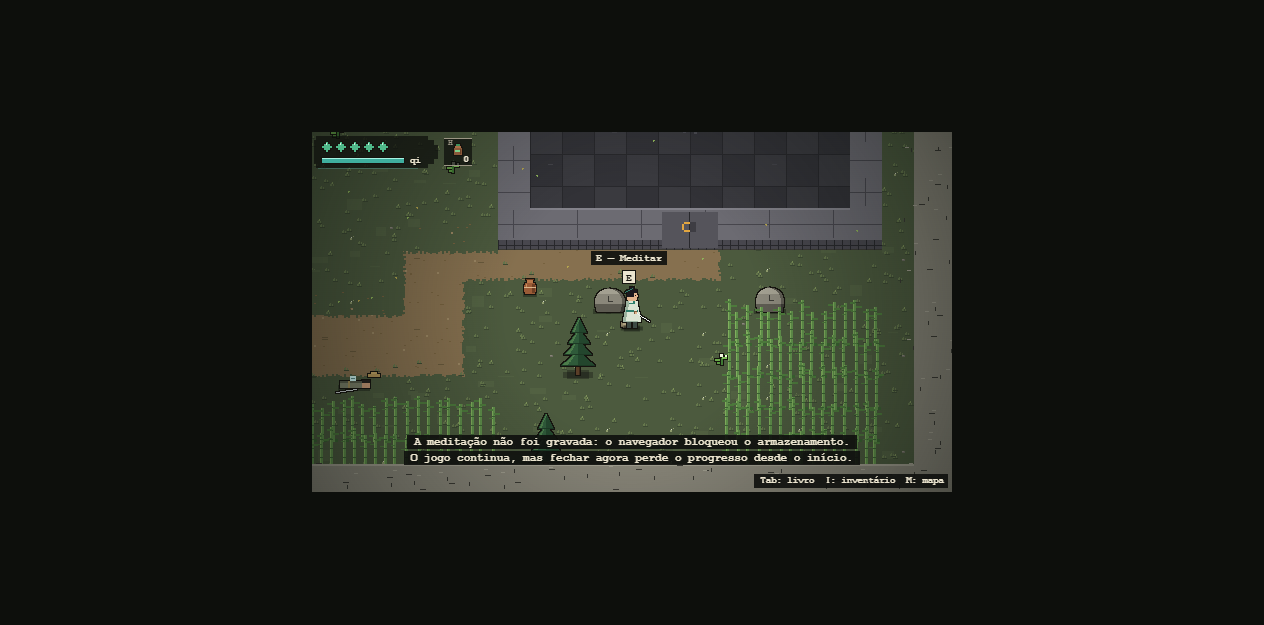 qi
0
E — Meditar
E
A meditação não foi gravada: o navegador bloqueou o armazenamento.
O jogo continua, mas fechar agora perde o progresso desde o início.
Tab: livro I: inventário M: mapa